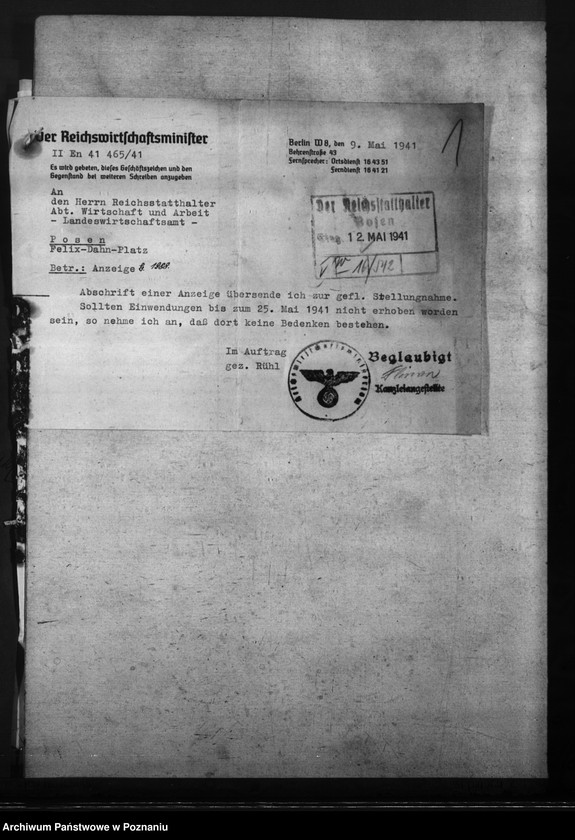 Der Reichswirtschaftsminister
II En 41 465/41
Es wird gebeten, dieses Geschäftszeichen und den
Gegenstand bei weiteren Schreiben anzugeben
Berlin W 8, den 9. Mai 1941
Behrenstraße 43
Fernsprecher: Ortsdienst 16 43 51
Ferndienst 16 41 21
1
An
den Herrn Reichsstatthalter
Abt. Wirtschaft und Arbeit
- Landeswirtschaftsamt -
Posen
Felix-Dahn-Platz
Der Reichsstatthalter
Posen
Eing. 12. MAI 1941
Betr.: Anzeige
Abschrift einer Anzeige übersende ich zur gefl. Stellungnahme.
Sollten Einwendungen bis zum 25. Mai 1941 nicht erhoben worden
sein, so nehme ich an, daß dort keine Bedenken bestehen.
Im Auftrag
gez. Rühl
Reichswirtschaftsministerium
Beglaubigt
Kanzleiangestellte
Archiwum Państwowe w Poznaniu